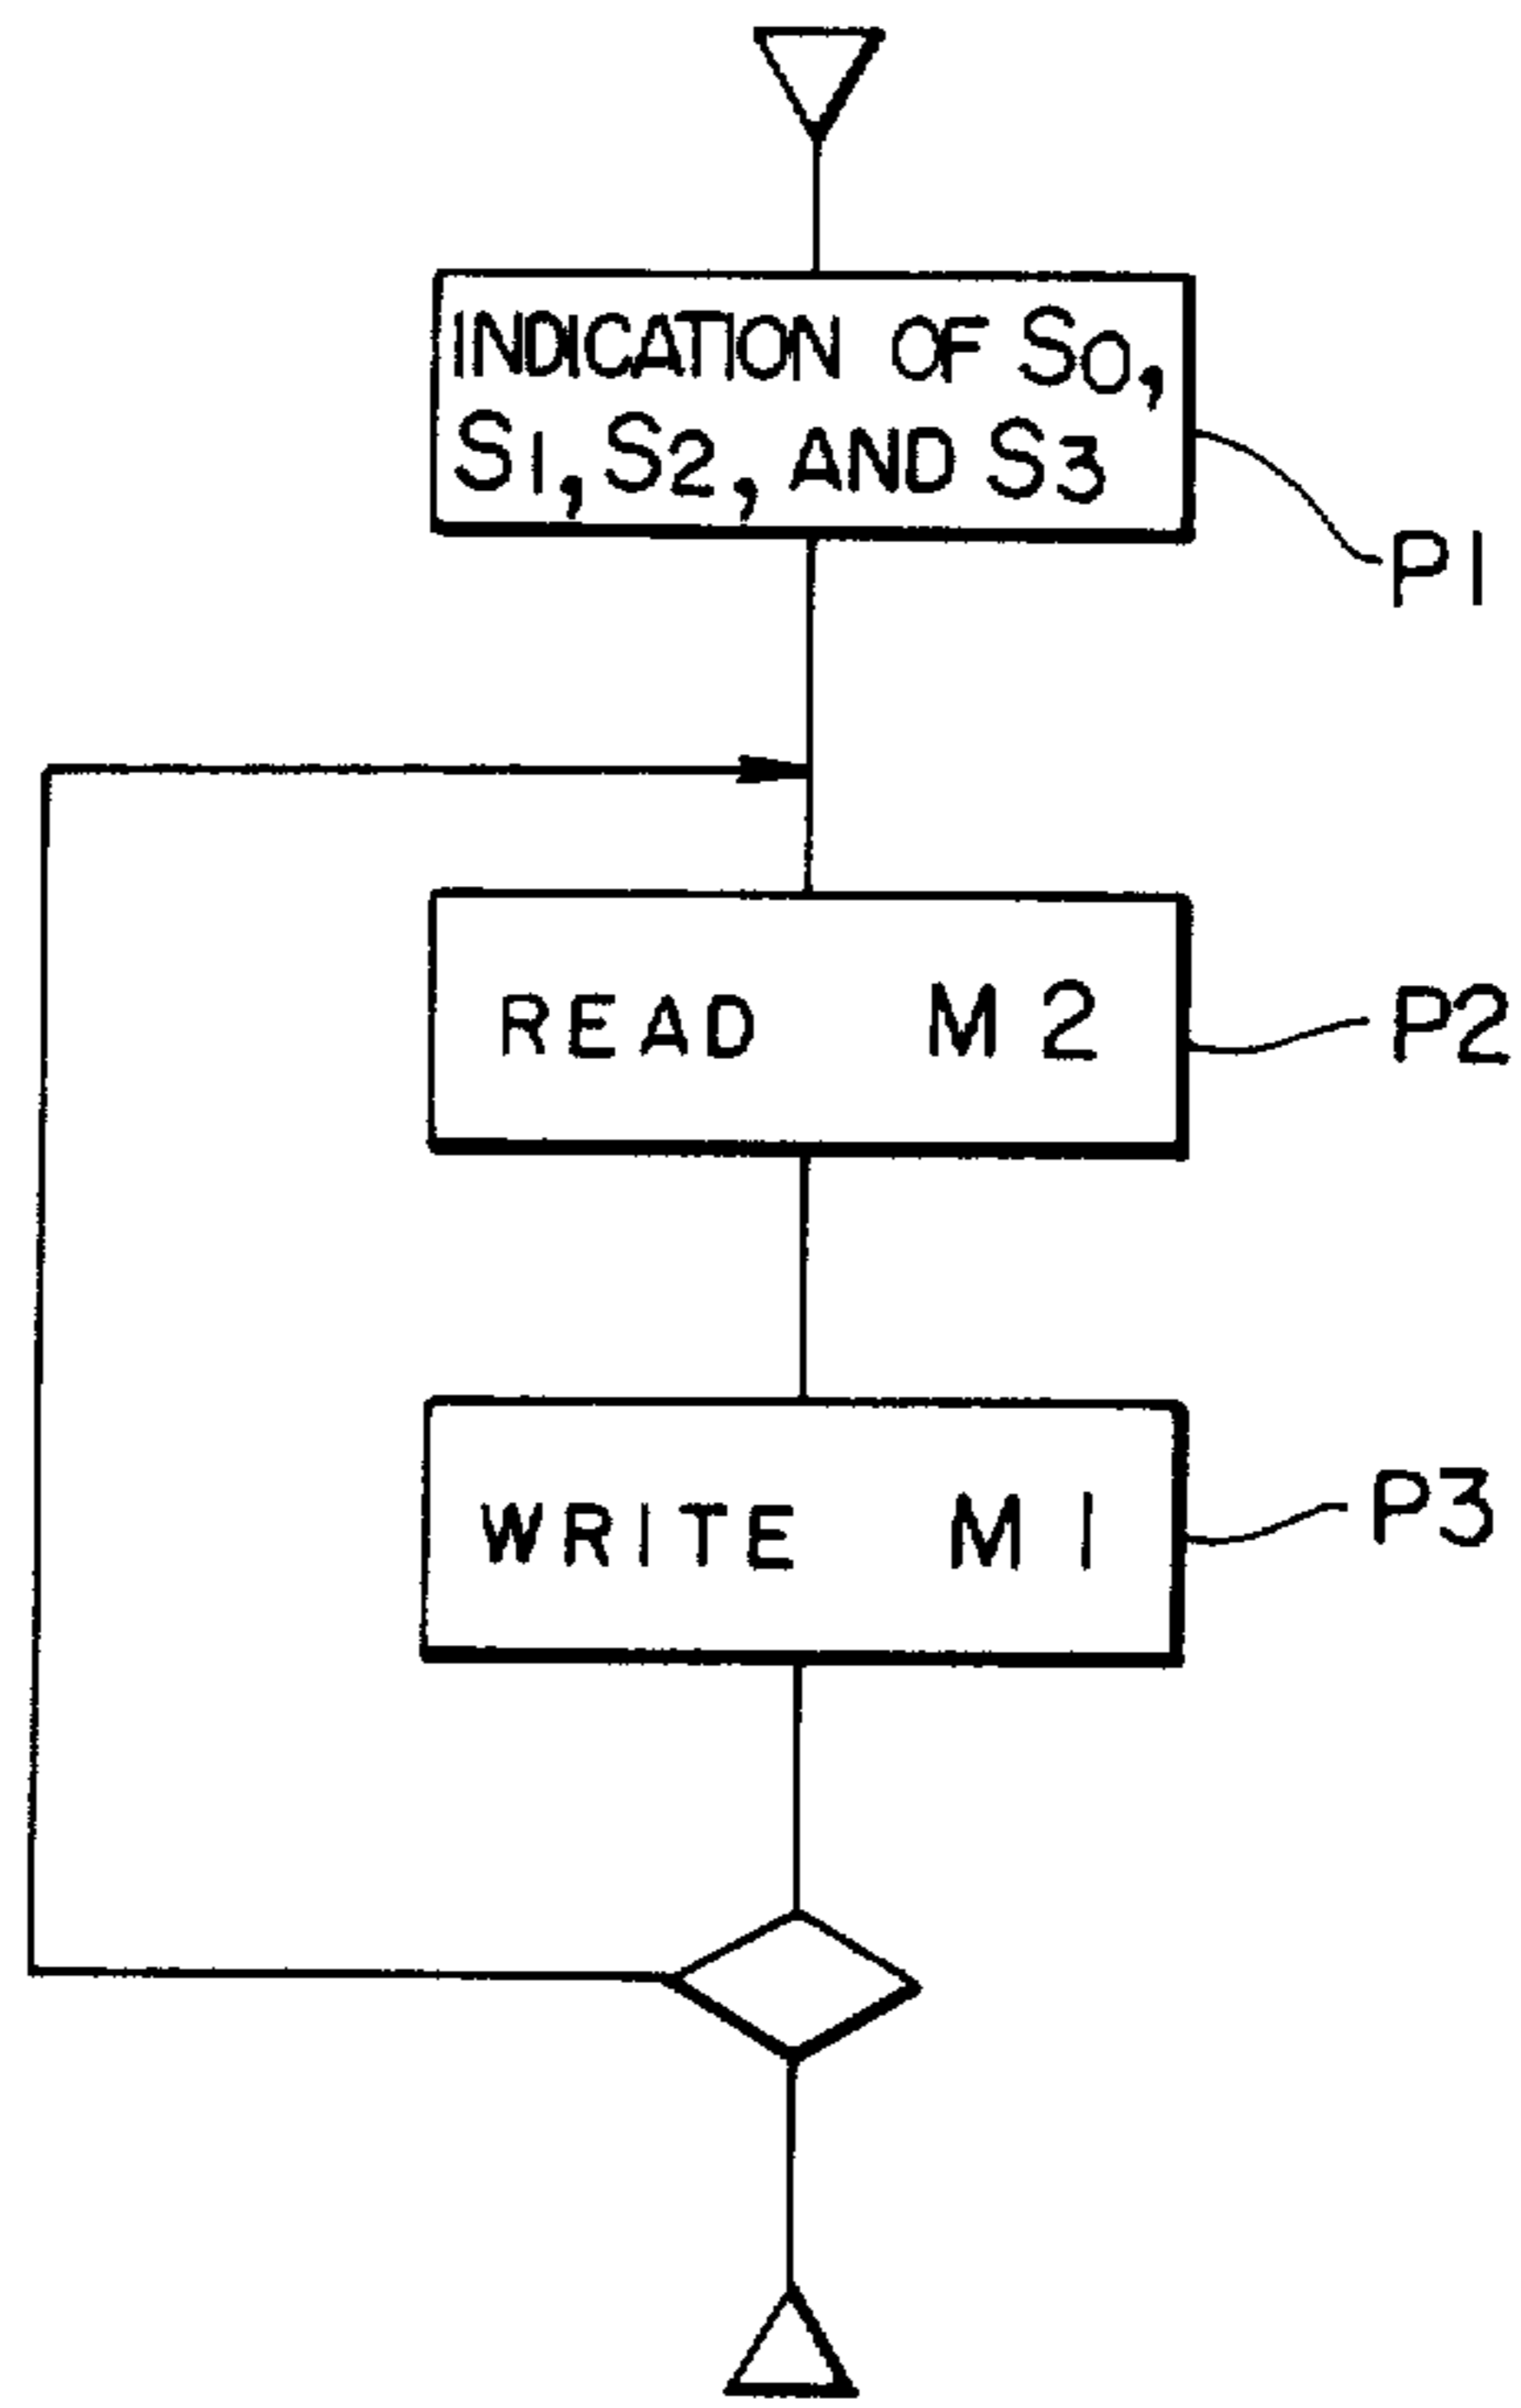 INDICATION OF S0,
S1, S2, AND S3
P1
READ M2
P2
WRITE M1
P3